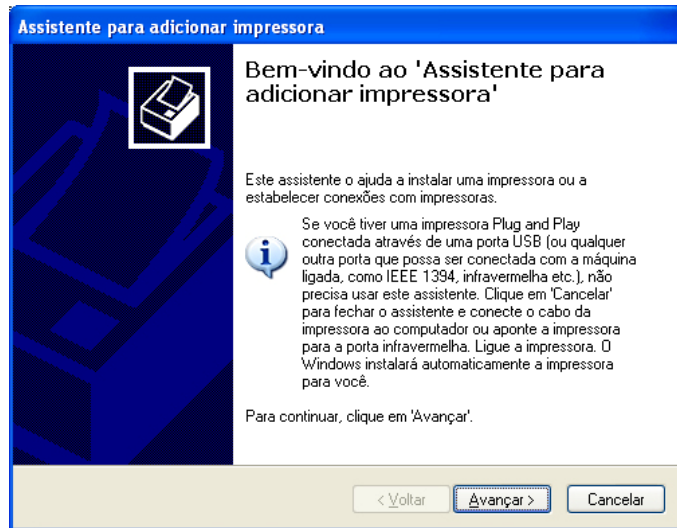 Assistente para adicionar impressora
Bem-vindo ao 'Assistente para
adicionar impressora'
Este assistente o ajuda a instalar uma impressora ou a
estabelecer conexões com impressoras.
Se você tiver uma impressora Plug and Play
conectada através de uma porta USB (ou qualquer
outra porta que possa ser conectada com a máquina
ligada, como IEEE 1394, infravermelha etc.), não
precisa usar este assistente. Clique em 'Cancelar'
para fechar o assistente e conecte o cabo da
impressora ao computador ou aponte a impressora
para a porta infravermelha. Ligue a impressora. O
Windows instalará automaticamente a impressora
para você.
Para continuar, clique em 'Avançar'.
< Voltar Avançar > Cancelar